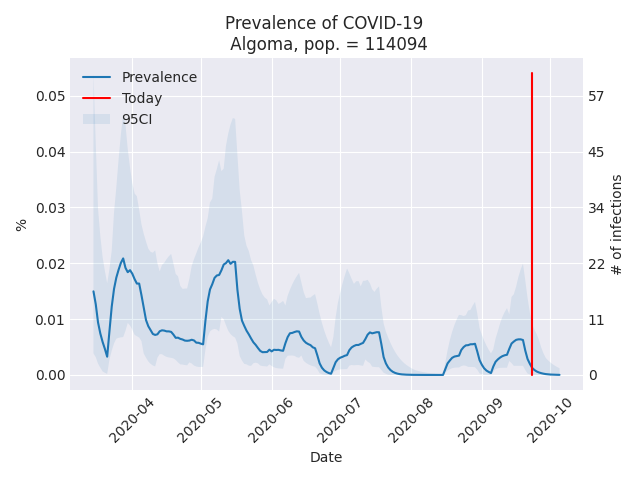 Prevalence of COVID-19
Algoma, pop. = 114094
Prevalence
Today
95CI
0.05
0.04
0.03
0.02
0.01
0.00
%
57
45
34
22
11
0
# of infections
2020-04
2020-05
2020-06
2020-07
2020-08
2020-09
2020-10
Date